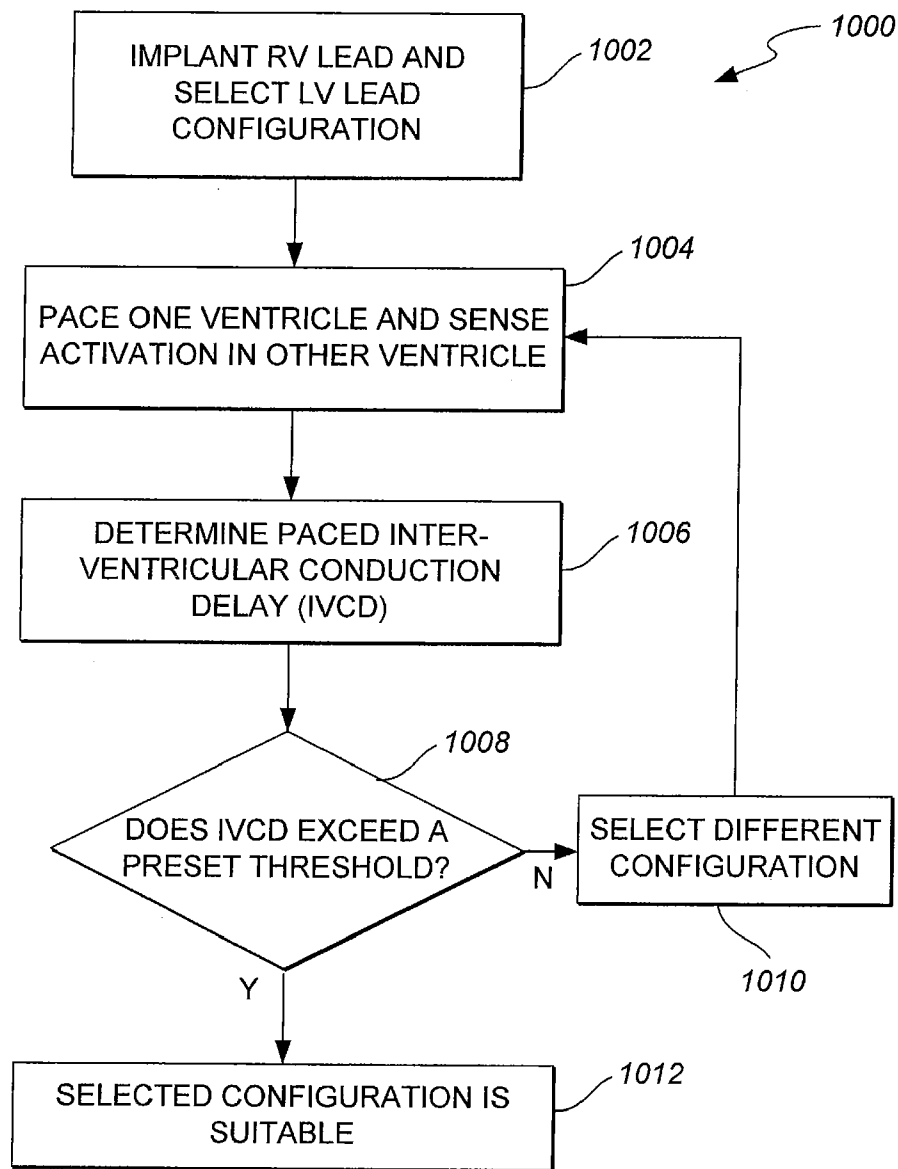 1000
IMPLANT RV LEAD AND
SELECT LV LEAD
CONFIGURATION
1002
1004
PACE ONE VENTRICLE AND SENSE
ACTIVATION IN OTHER VENTRICLE
DETERMINE PACED INTER-
VENTRICULAR CONDUCTION
DELAY (IVCD)
1006
1008
DOES IVCD EXCEED A
PRESET THRESHOLD?
N
SELECT DIFFERENT
CONFIGURATION
1010
Y
SELECTED CONFIGURATION IS
SUITABLE
1012